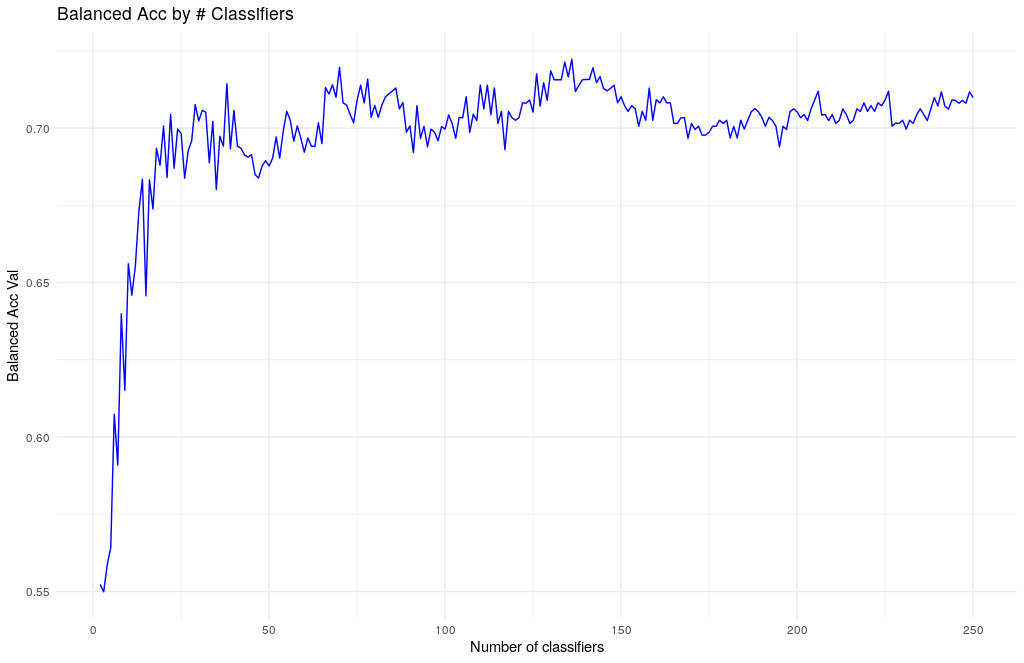 Balanced Acc by # Classifiers
Balanced Acc Val
0.70
0.65
0.60
0.55
0 50 100 150 200 250
Number of classifiers